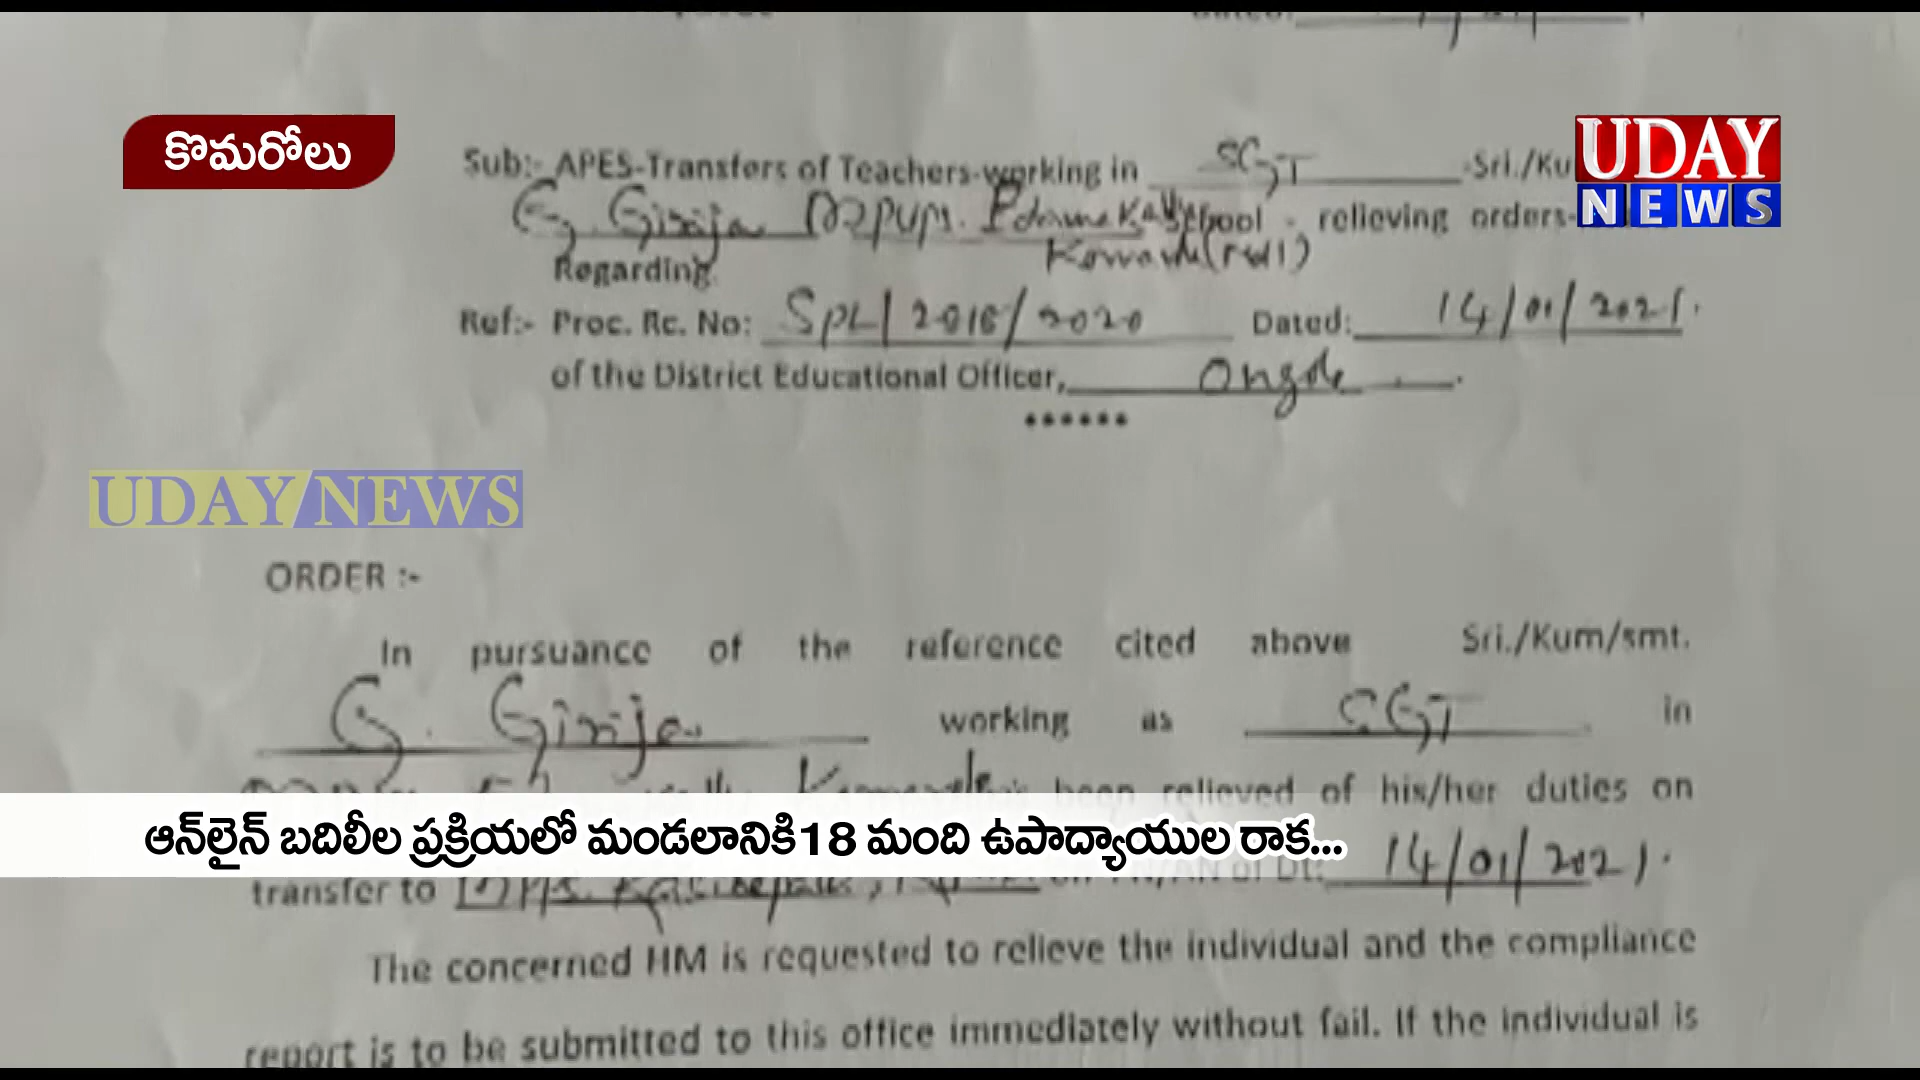 కొమరోలు
UDAY
NEWS
Sub:- APES-Transfers of Teachers-working in SGT -Sri./Ku
G. Girija School - relieving orders-
Regarding.
Ref:- Proc. Rc. No: SPL/2016/2020 Dated: 14/01/2021.
of the District Educational Officer, Ongole
••••••
UDAY NEWS
ORDER :-
In pursuance of the reference cited above Sri./Kum/smt.
G. Girija working as SGT in
been relieved of his/her duties on
ఆన్‌లైన్ బదిలీల ప్రక్రియలో మండలానికి18 మంది ఉపాధ్యాయుల రాక...
transfer to 14/01/2021.
The concerned HM is requested to relieve the individual and the compliance
report is to be submitted to this office immediately without fail. If the individual is